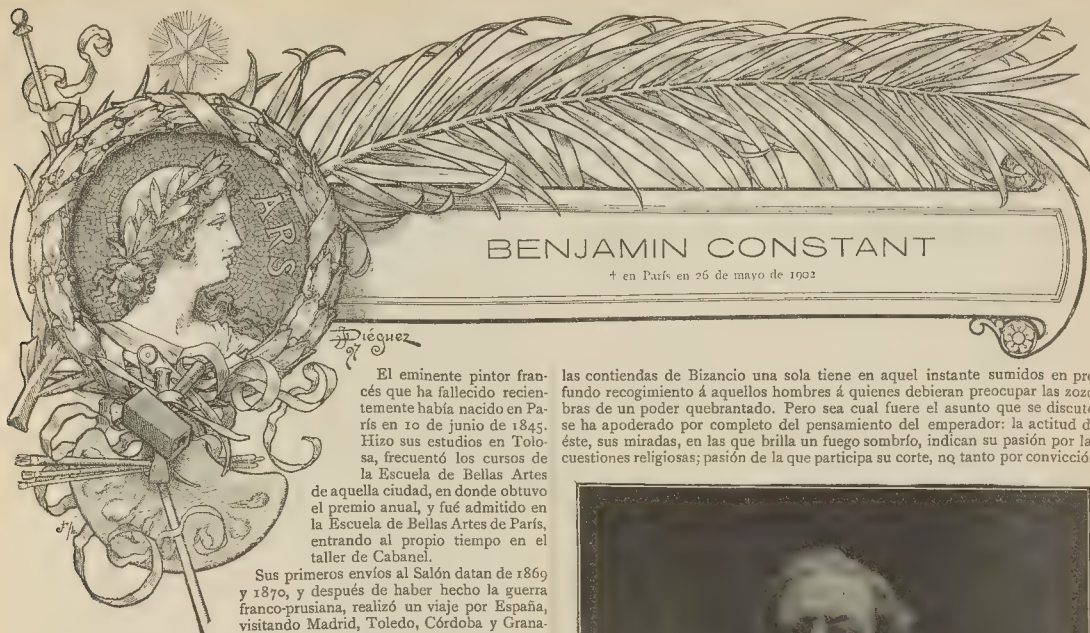 ARS
BENJAMIN CONSTANT
† en París en 26 de mayo de 1902
Diéguez
97
El eminente pintor fran-
cés que ha fallecido recien-
temente había nacido en Pa-
rís en 10 de junio de 1845.
Hizo sus estudios en Tolo-
sa, frecuentó los cursos de
la Escuela de Bellas Artes
de aquella ciudad, en donde obtuvo
el premio anual, y fué admitido en
la Escuela de Bellas Artes de París,
entrando al propio tiempo en el
taller de Cabanel.
Sus primeros envíos al Salón datan de 1869
y 1870, y después de haber hecho la guerra
franco-prusiana, realizó un viaje por España,
visitando Madrid, Toledo, Córdoba y Grana-
las contiendas de Bizancio una sola tiene en aquel instante sumidos en pro
fundo recogimiento á aquellos hombres á quienes debieran preocupar las zozo
bras de un poder quebrantado. Pero sea cual fuere el asunto que se discut
se ha apoderado por completo del pensamiento del emperador: la actitud d
éste, sus miradas, en las que brilla un fuego sombrío, indican su pasión por la
cuestiones religiosas; pasión de la que participa su corte, no tanto por convicció